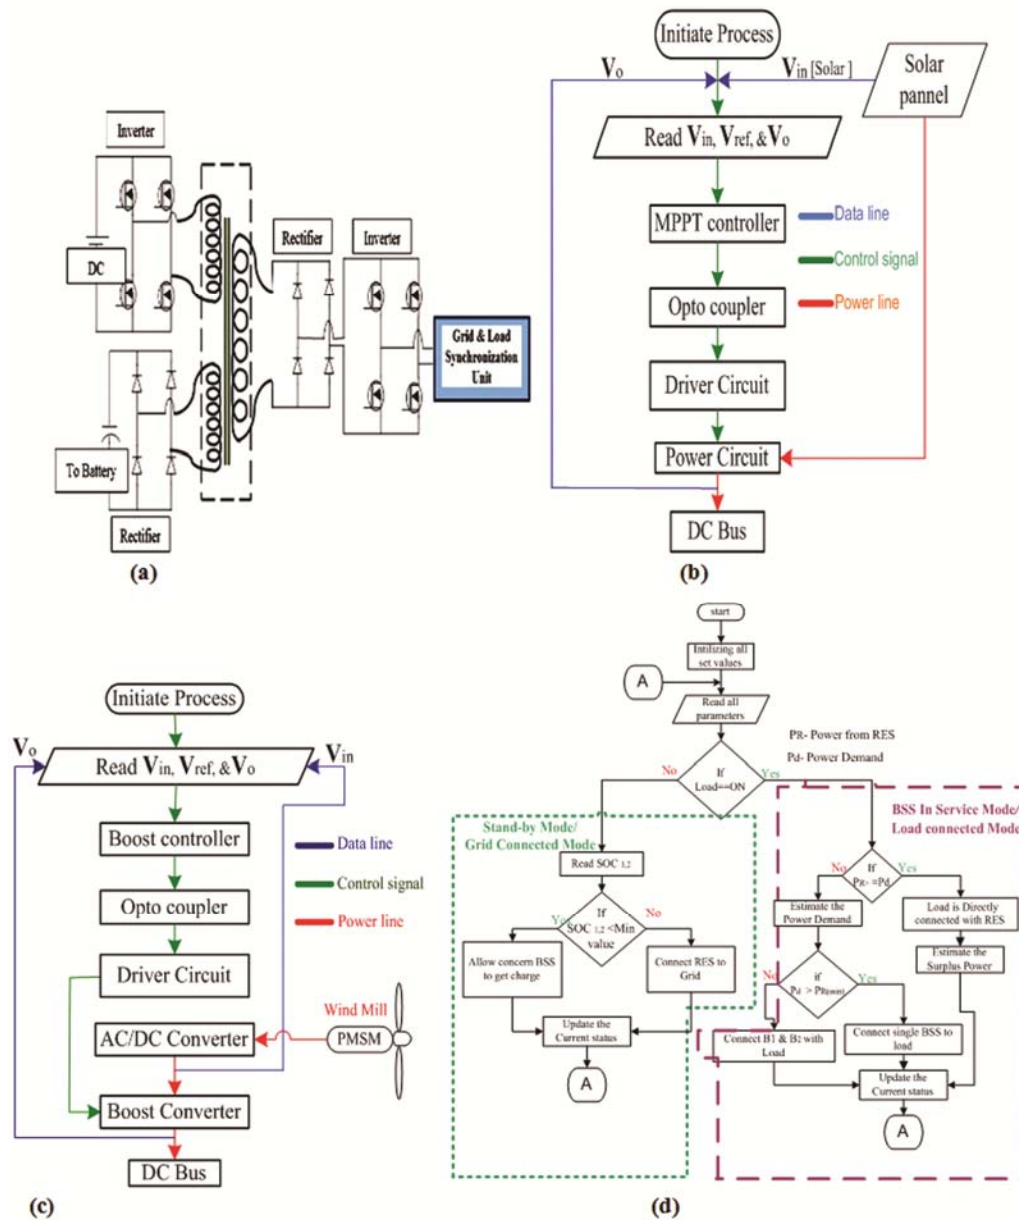 Inverter
DC
To Battery
Rectifier
Rectifier
Inverter
Grid & Load
Synchronization
Unit
(a)
Initiate Process
Vo
Vin [Solar ]
Solar
pannel
Read Vin, Vref, &Vo
MPPT controller
Opto coupler
Driver Circuit
Power Circuit
DC Bus
Data line
Control signal
Power line
(b)
Initiate Process
Vo
Vin
Read Vin, Vref, &Vo
Boost controller
Opto coupler
Driver Circuit
AC/DC Converter
Boost Converter
DC Bus
Data line
Control signal
Power line
Wind Mill
PMSM
(c)
start
Intilizing all
set values
A
Read all
parameters
PR- Power from RES
Pd- Power Demand
If
Load==ON
No
Yes
Stand-by Mode/
Grid Connected Mode
Read SOC 1,2
If
SOC 1,2 <Min
value
Yes
No
Allow concern BSS
to get charge
Connect RES to
Grid
Update the
Current status
A
BSS In Service Mode/
Load connected Mode
If
PR- =Pd
No
Yes
Estimate the
Power Demand
Load is Directly
connected with RES
Estimate the
Surplus Power
if
Pd > PR(min)
No
Yes
Connect B1 & B2 with
Load
Connect single BSS to
load
Update the
Current status
A
(d)